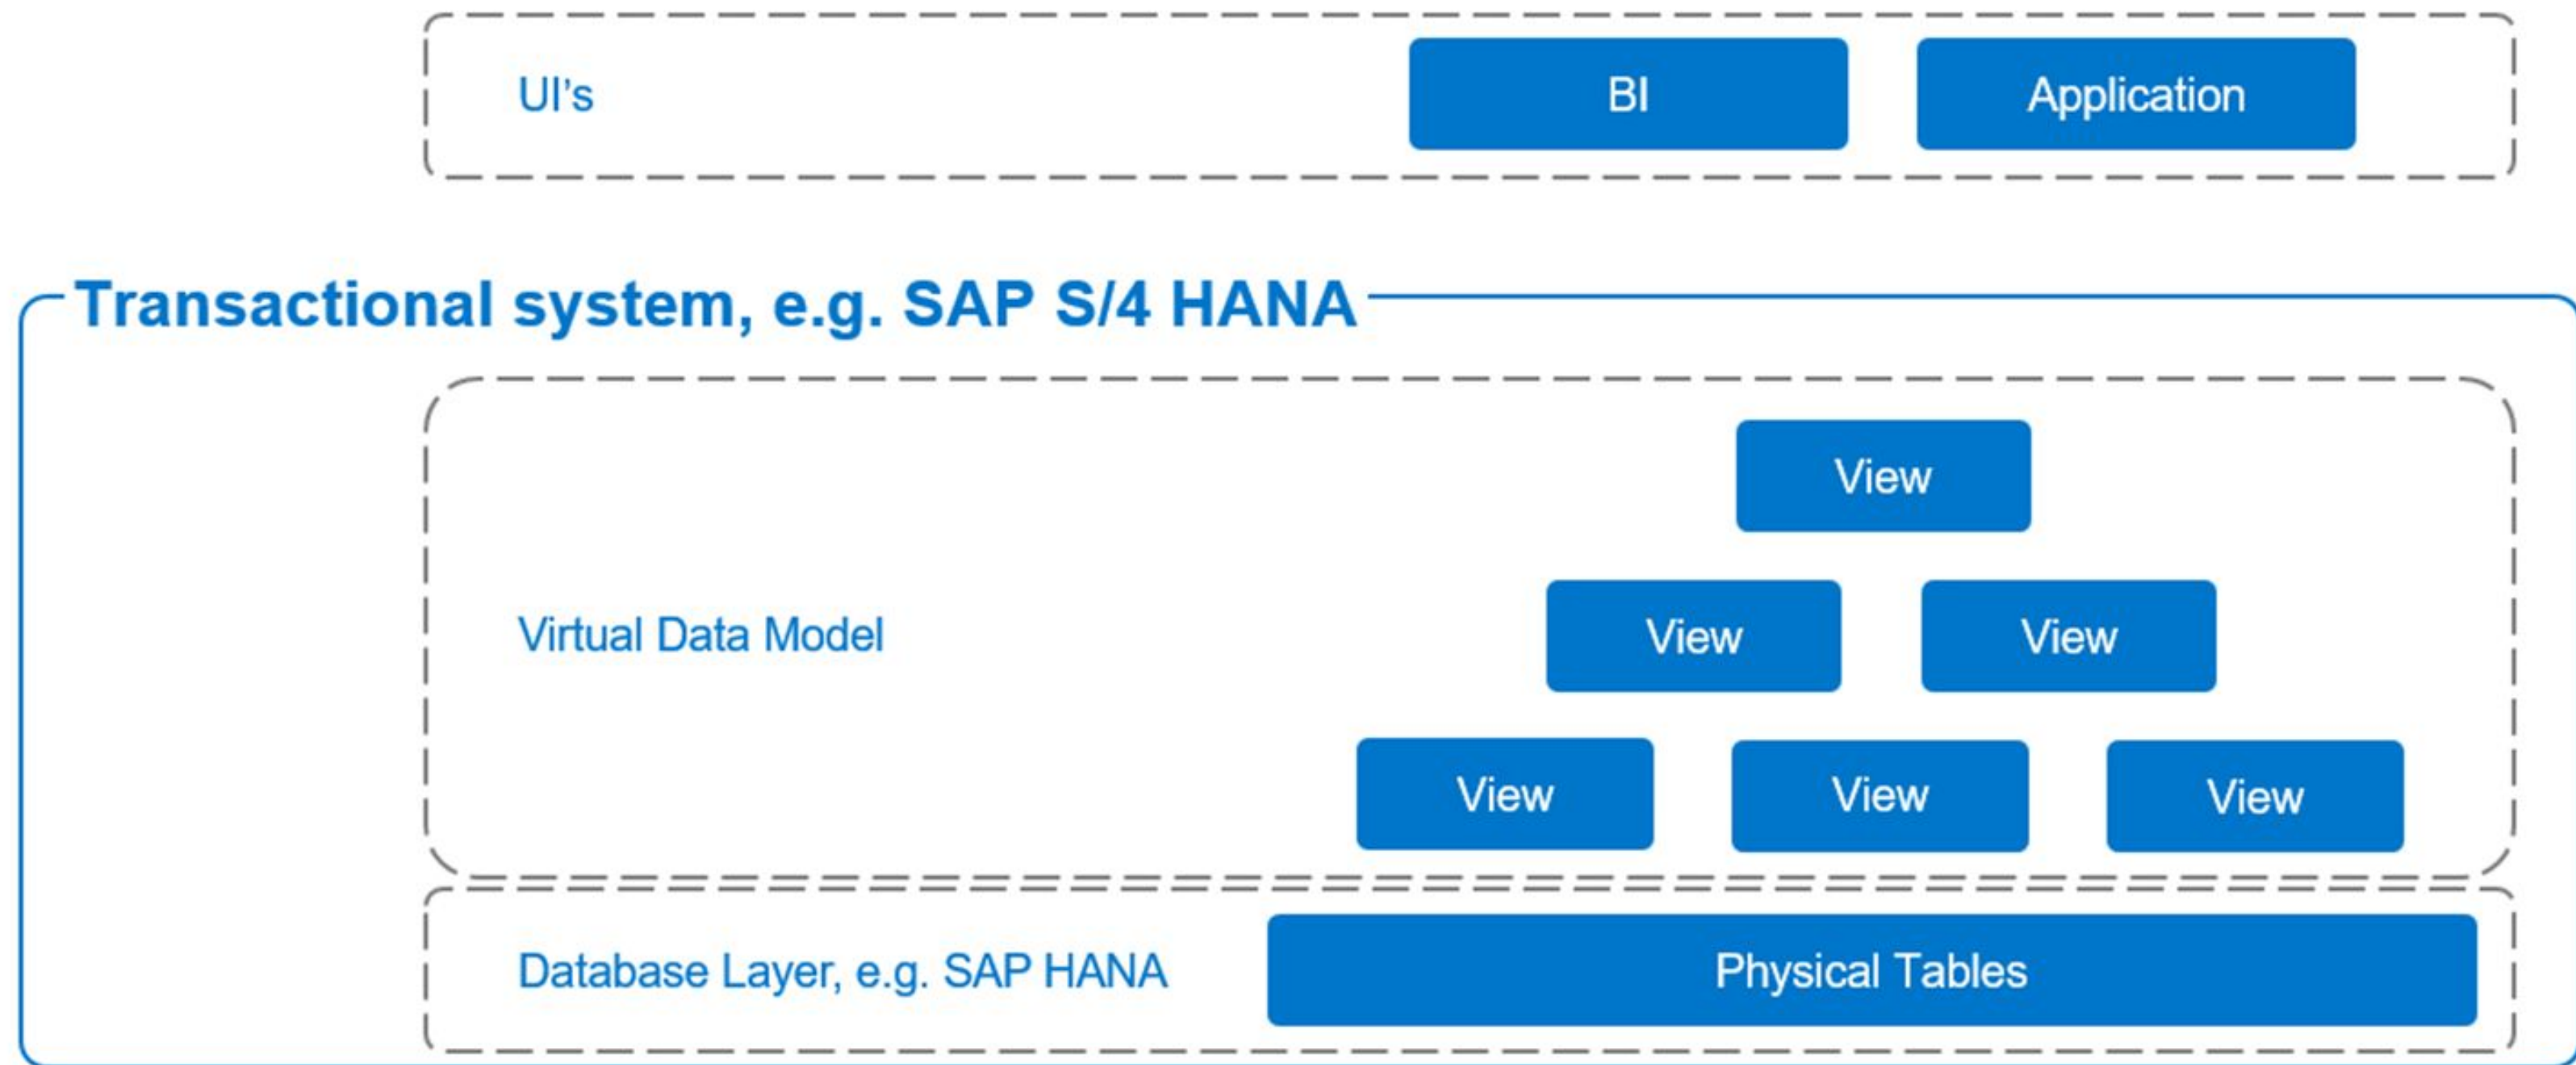 UI's
BI
Application
Transactional system, e.g. SAP S/4 HANA
View
Virtual Data Model
View
View
View
View
View
Database Layer, e.g. SAP HANA
Physical Tables